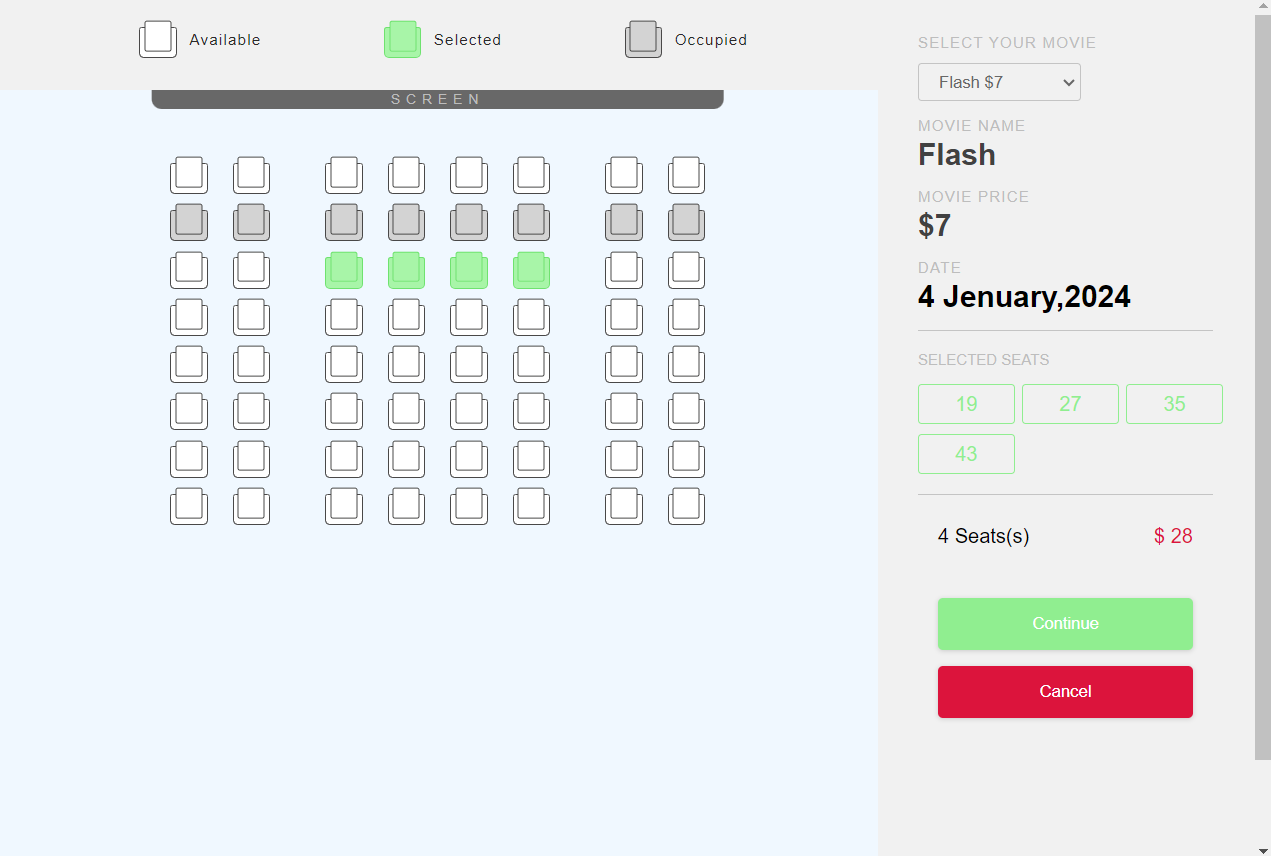 Available
Selected
Occupied
SCREEN
SELECT YOUR MOVIE
Flash $7
MOVIE NAME
Flash
MOVIE PRICE
$7
DATE
4 Jenuary,2024
SELECTED SEATS
19 27 35
43
4 Seats(s) $ 28
Continue
Cancel